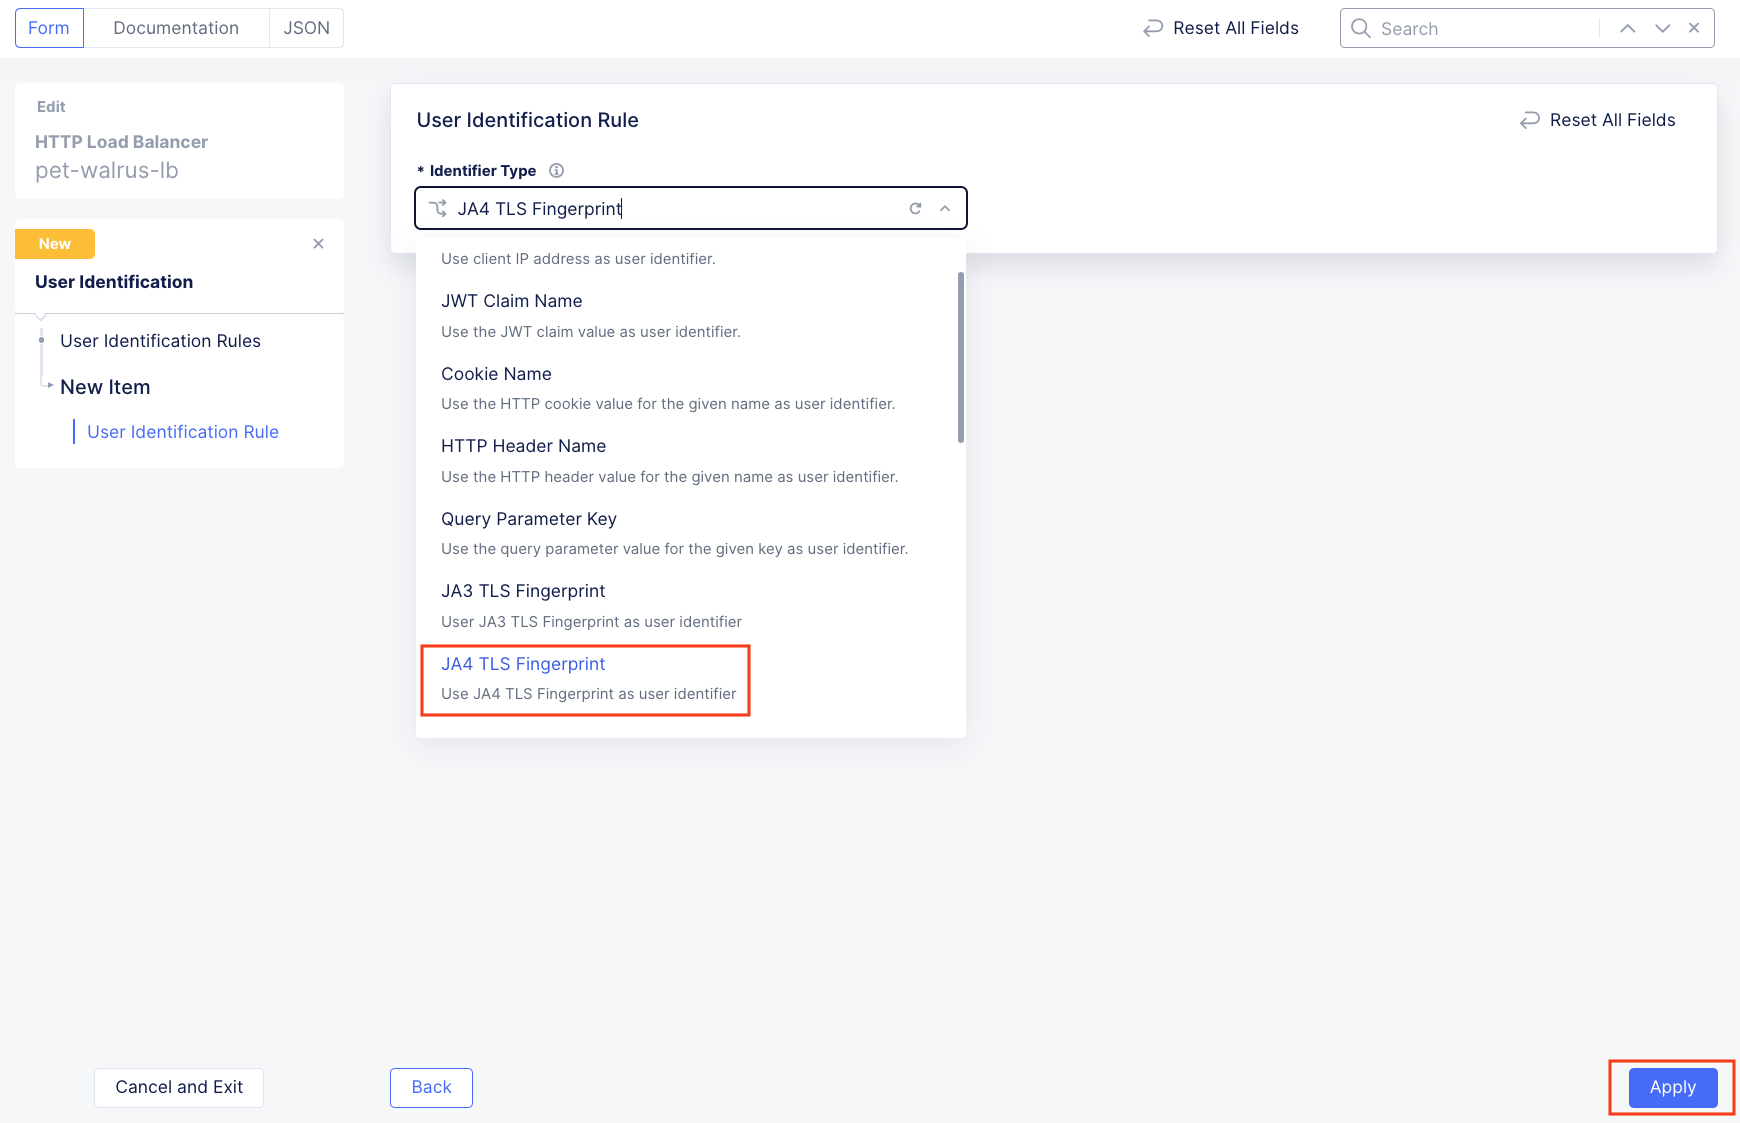 Form
Documentation
JSON
Reset All Fields
Search
Edit
HTTP Load Balancer
pet-walrus-lb
New
User Identification
User Identification Rules
New Item
User Identification Rule
User Identification Rule
Reset All Fields
* Identifier Type
JA4 TLS Fingerprint
Use client IP address as user identifier.
JWT Claim Name
Use the JWT claim value as user identifier.
Cookie Name
Use the HTTP cookie value for the given name as user identifier.
HTTP Header Name
Use the HTTP header value for the given name as user identifier.
Query Parameter Key
Use the query parameter value for the given key as user identifier.
JA3 TLS Fingerprint
User JA3 TLS Fingerprint as user identifier
JA4 TLS Fingerprint
Use JA4 TLS Fingerprint as user identifier
Cancel and Exit
Back
Apply